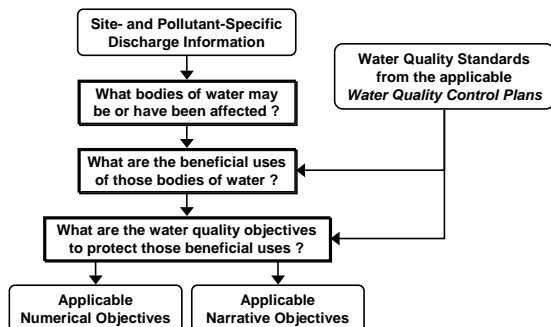 Site- and Pollutant-Specific
Discharge Information
Water Quality Standards
from the applicable
Water Quality Control Plans
What bodies of water may
be or have been affected ?
What are the beneficial uses
of those bodies of water ?
What are the water quality objectives
to protect those beneficial uses ?
Applicable
Numerical Objectives
Applicable
Narrative Objectives